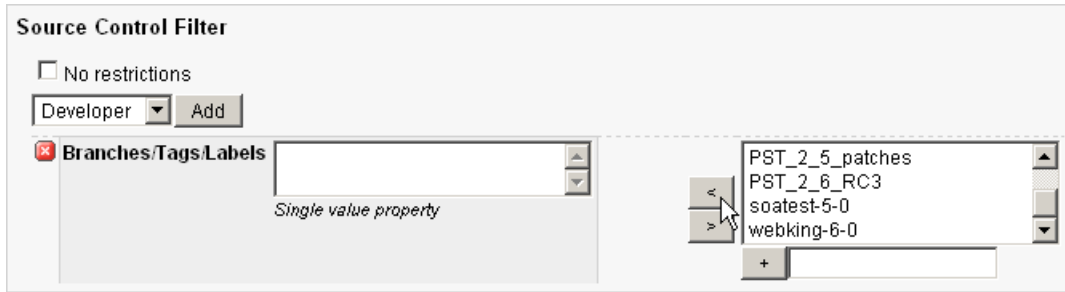 Source Control Filter
No restrictions
Developer Add
Branches/Tags/Labels
Single value property
<
>
PST_2_5_patches
PST_2_6_RC3
soatest-5-0
webking-6-0
+